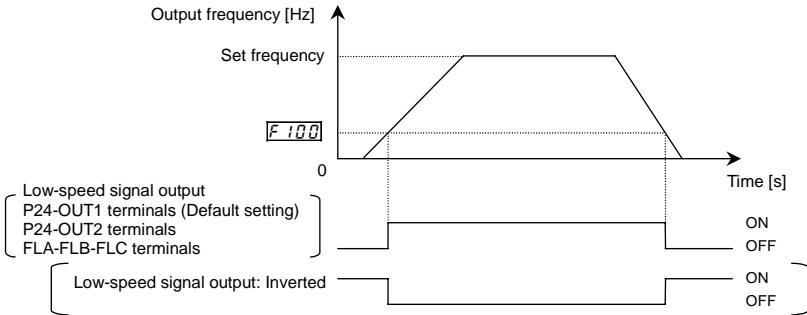 Output frequency [Hz]
Set frequency
F100
0
Time [s]
Low-speed signal output
P24-OUT1 terminals (Default setting)
P24-OUT2 terminals
FLA-FLB-FLC terminals
ON
OFF
Low-speed signal output: Inverted
ON
OFF